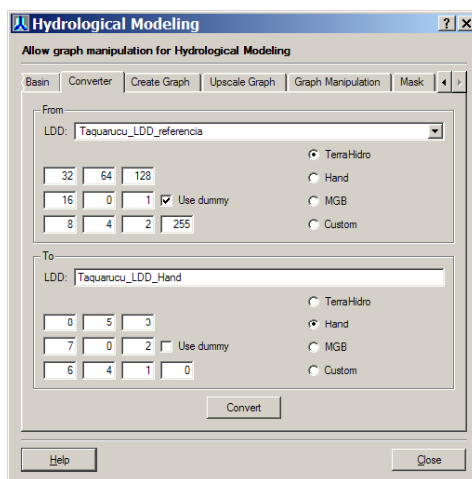 Hydrological Modeling
Allow graph manipulation for Hydrological Modeling
Basin Converter Create Graph Upscale Graph Graph Manipulation Mask
From
LDD: Taquarucu_LDD_referencia
TerraHidro
32 64 128 Hand
16 0 1 Use dummy MGB
8 4 2 255 Custom
To
LDD: Taquarucu_LDD_Hand
TerraHidro
8 5 3 Hand
7 0 2 Use dummy MGB
6 4 1 0 Custom
Convert
Help Close